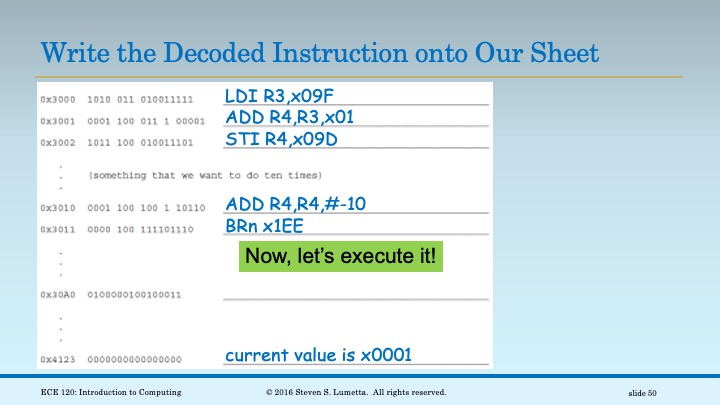 Write the Decoded Instruction onto Our Sheet
0x3000 1010 011 010011111 LDI R3,x09F
0x3001 0001 100 011 1 00001 ADD R4,R3,x01
0x3002 1011 100 010011101 STI R4,x09D
.
.
.
(something that we want to do ten times)
0x3010 0001 100 100 1 10110 ADD R4,R4,#-10
0x3011 0000 100 111101110 BRn x1EE
.
.
.
Now, let's execute it!
0x30A0 0100000100100011
.
.
.
0x4123 0000000000000000 current value is x0001
ECE 120: Introduction to Computing © 2016 Steven S. Lumetta. All rights reserved. slide 50